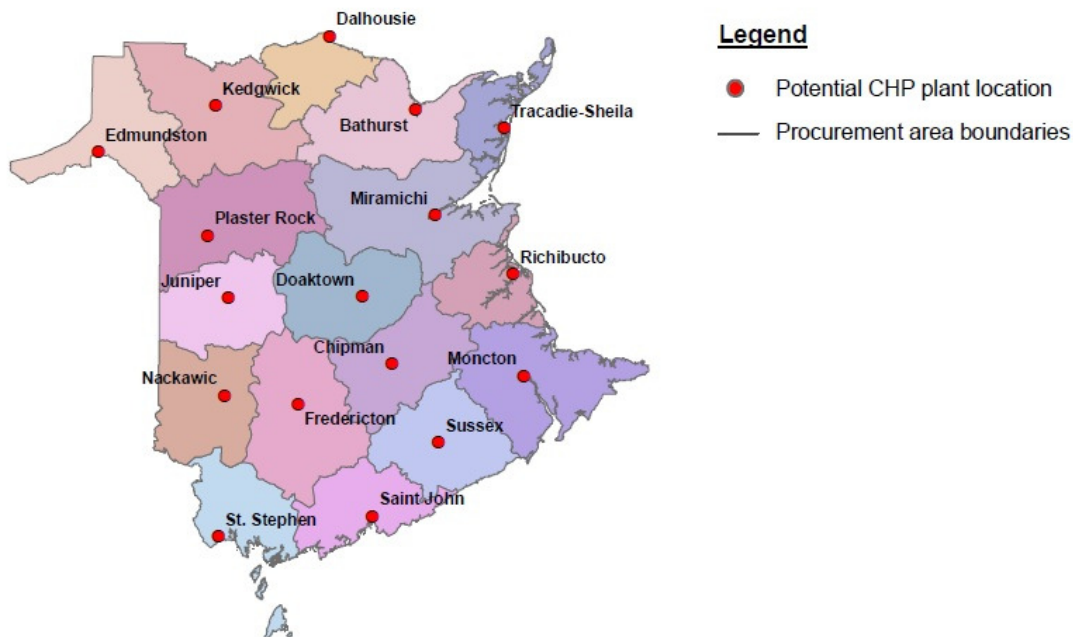 Dalhousie
Legend
Kedgwick
Potential CHP plant location
Tracadie-Sheila
Bathurst
Procurement area boundaries
Edmundston
Miramichi
Plaster Rock
Richibucto
Juniper
Doaktown
Chipman
Moncton
Nackawic
Fredericton
Sussex
Saint John
St. Stephen